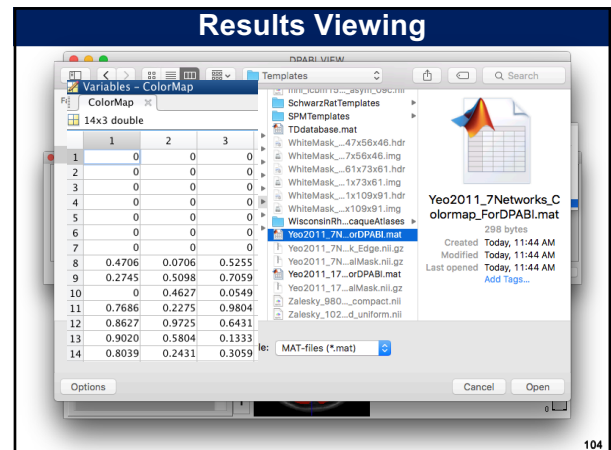 Results Viewing
DPABI VIEW
Templates
Search
Variables - ColorMap
ColorMap
14x3 double
1 2 3
1 0 0 0
2 0 0 0
3 0 0 0
4 0 0 0
5 0 0 0
6 0 0 0
7 0 0 0
8 0.4706 0.0706 0.5255
9 0.2745 0.5098 0.7059
10 0 0.4627 0.0549
11 0.7686 0.2275 0.9804
12 0.8627 0.9725 0.6431
13 0.9020 0.5804 0.1333
14 0.8039 0.2431 0.3059
SchwarzRatTemplates
SPMTemplates
TDdatabase.mat
WhiteMask_...47x56x46.hdr
WhiteMask_...7x56x46.img
WhiteMask_...61x73x61.hdr
WhiteMask_...1x73x61.img
WhiteMask_...1x109x91.hdr
WhiteMask_...x109x91.img
WisconsinRh...caqueAtlases
Yeo2011_7N...orDPABI.mat
Yeo2011_7N...k_Edge.nii.gz
Yeo2011_7N...alMask.nii.gz
Yeo2011_17...orDPABI.mat
Yeo2011_17...alMask.nii.gz
Zalesky_980..._compact.nii
Zalesky_102...d_uniform.nii
Yeo2011_7Networks_C
olormap_ForDPABI.mat
298 bytes
Created Today, 11:44 AM
Modified Today, 11:44 AM
Last opened Today, 11:44 AM
Add Tags...
le: MAT-files (*.mat)
Options
Cancel
Open
0
104